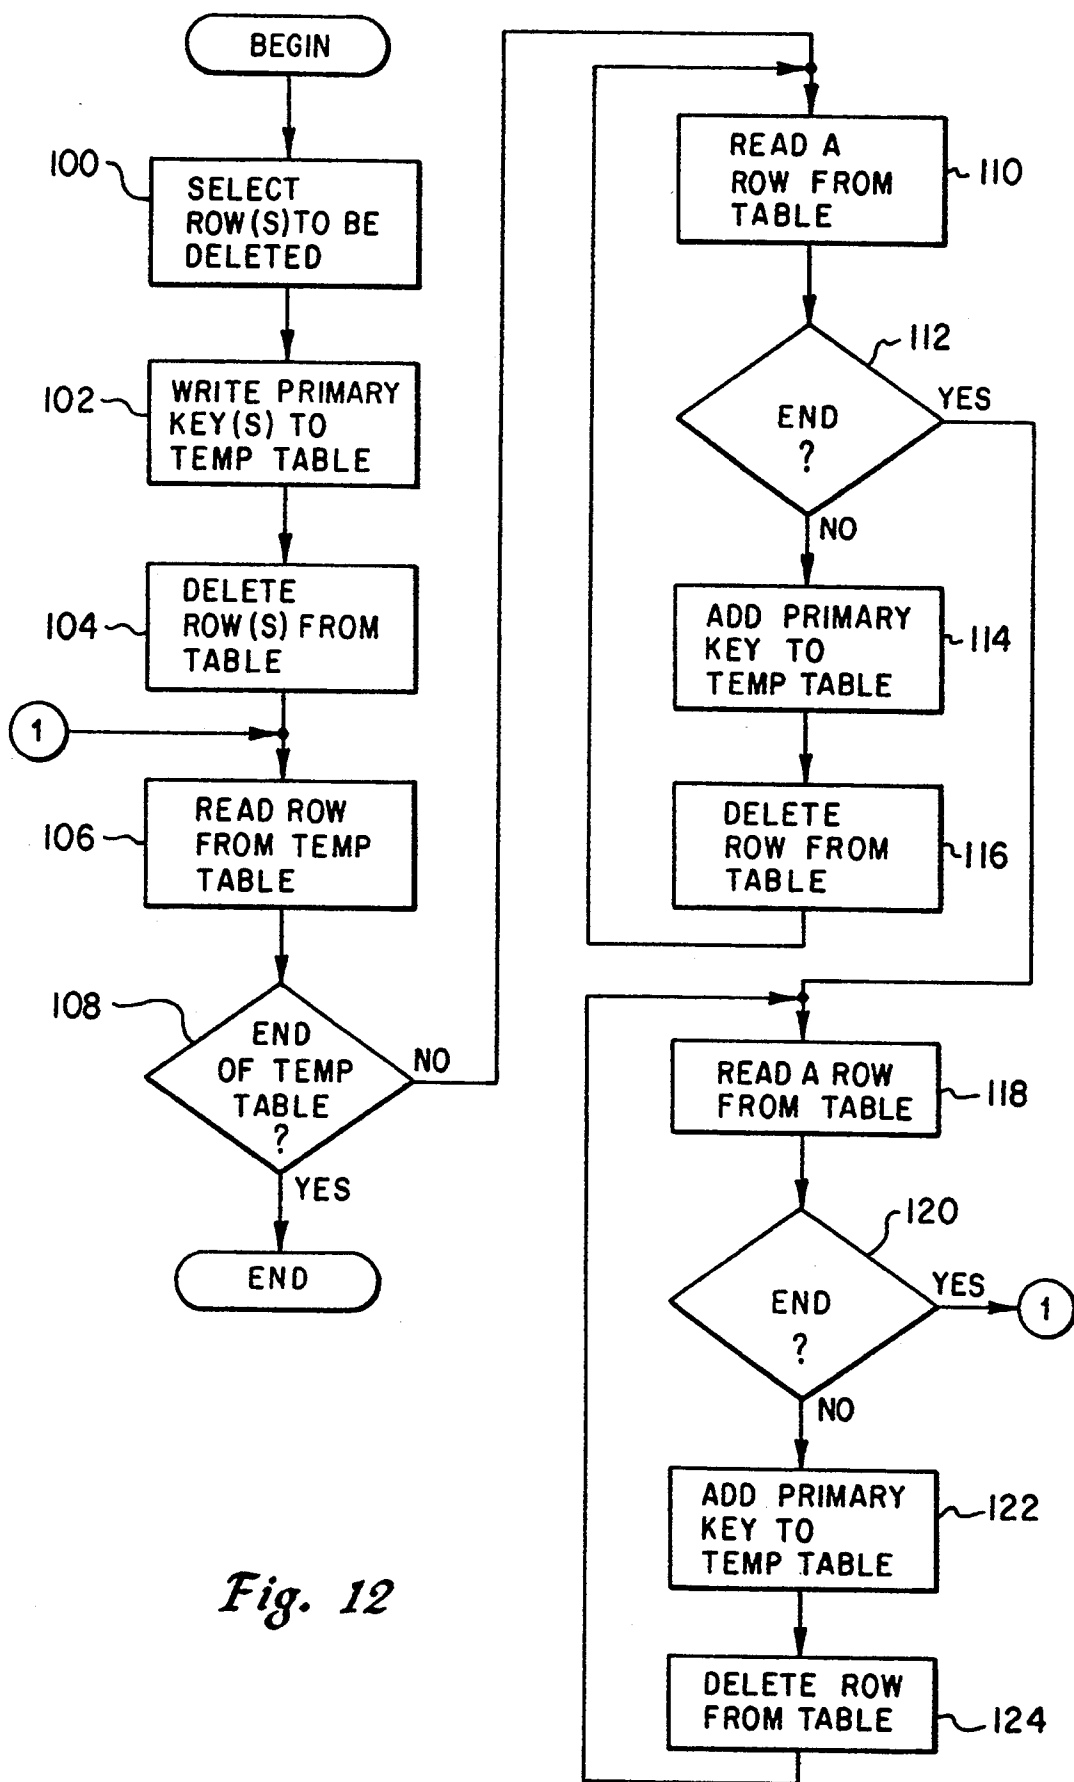 BEGIN
100
SELECT
ROW(S) TO BE
DELETED
102
WRITE PRIMARY
KEY(S) TO
TEMP TABLE
104
DELETE
ROW(S) FROM
TABLE
1
106
READ ROW
FROM TEMP
TABLE
108
END
OF TEMP
TABLE
?
NO
YES
END
READ A
ROW FROM
TABLE
110
112
END
?
YES
NO
ADD PRIMARY
KEY TO
TEMP TABLE
114
DELETE
ROW FROM
TABLE
116
READ A ROW
FROM TABLE
118
120
END
?
YES
1
NO
ADD PRIMARY
KEY TO
TEMP TABLE
122
DELETE ROW
FROM TABLE
124
Fig. 12